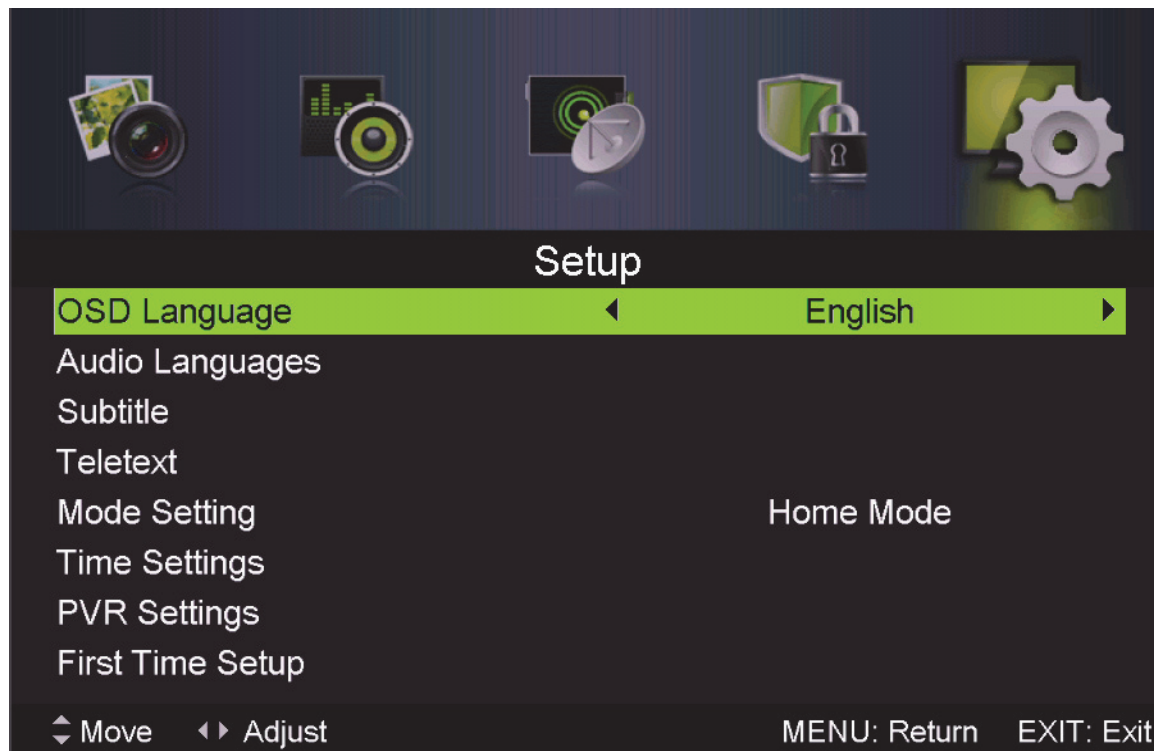 Setup
OSD Language English
Audio Languages
Subtitle
Teletext
Mode Setting Home Mode
Time Settings
PVR Settings
First Time Setup
Move Adjust MENU: Return EXIT: Exit